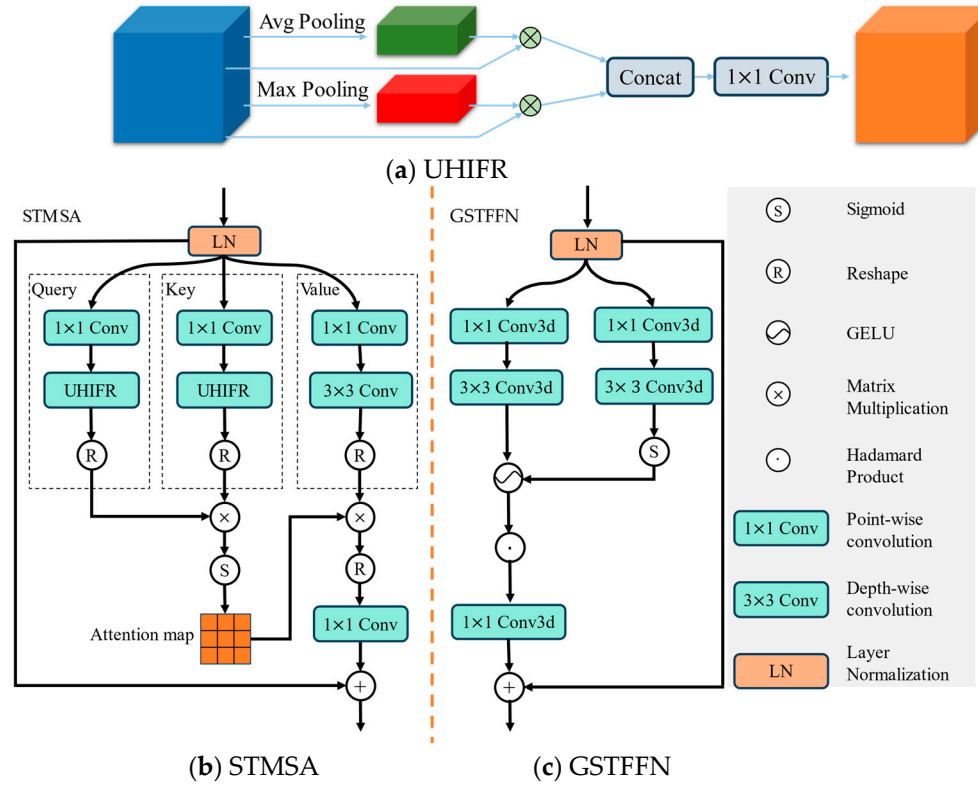 Avg Pooling
Max Pooling
Concat
1×1 Conv
(a) UHIFR
STMSA
LN
Query
Key
Value
1×1 Conv
1×1 Conv
1×1 Conv
UHIFR
UHIFR
3×3 Conv
R
R
R
×
×
S
R
Attention map
1×1 Conv
+
(b) STMSA
GSTFFN
LN
1×1 Conv3d
1×1 Conv3d
3×3 Conv3d
3× 3 Conv3d
S
·
1×1 Conv3d
+
(c) GSTFFN
S Sigmoid
R Reshape
GELU
× Matrix
Multiplication
· Hadamard
Product
1×1 Conv Point-wise
convolution
3×3 Conv Depth-wise
convolution
LN Layer
Normalization